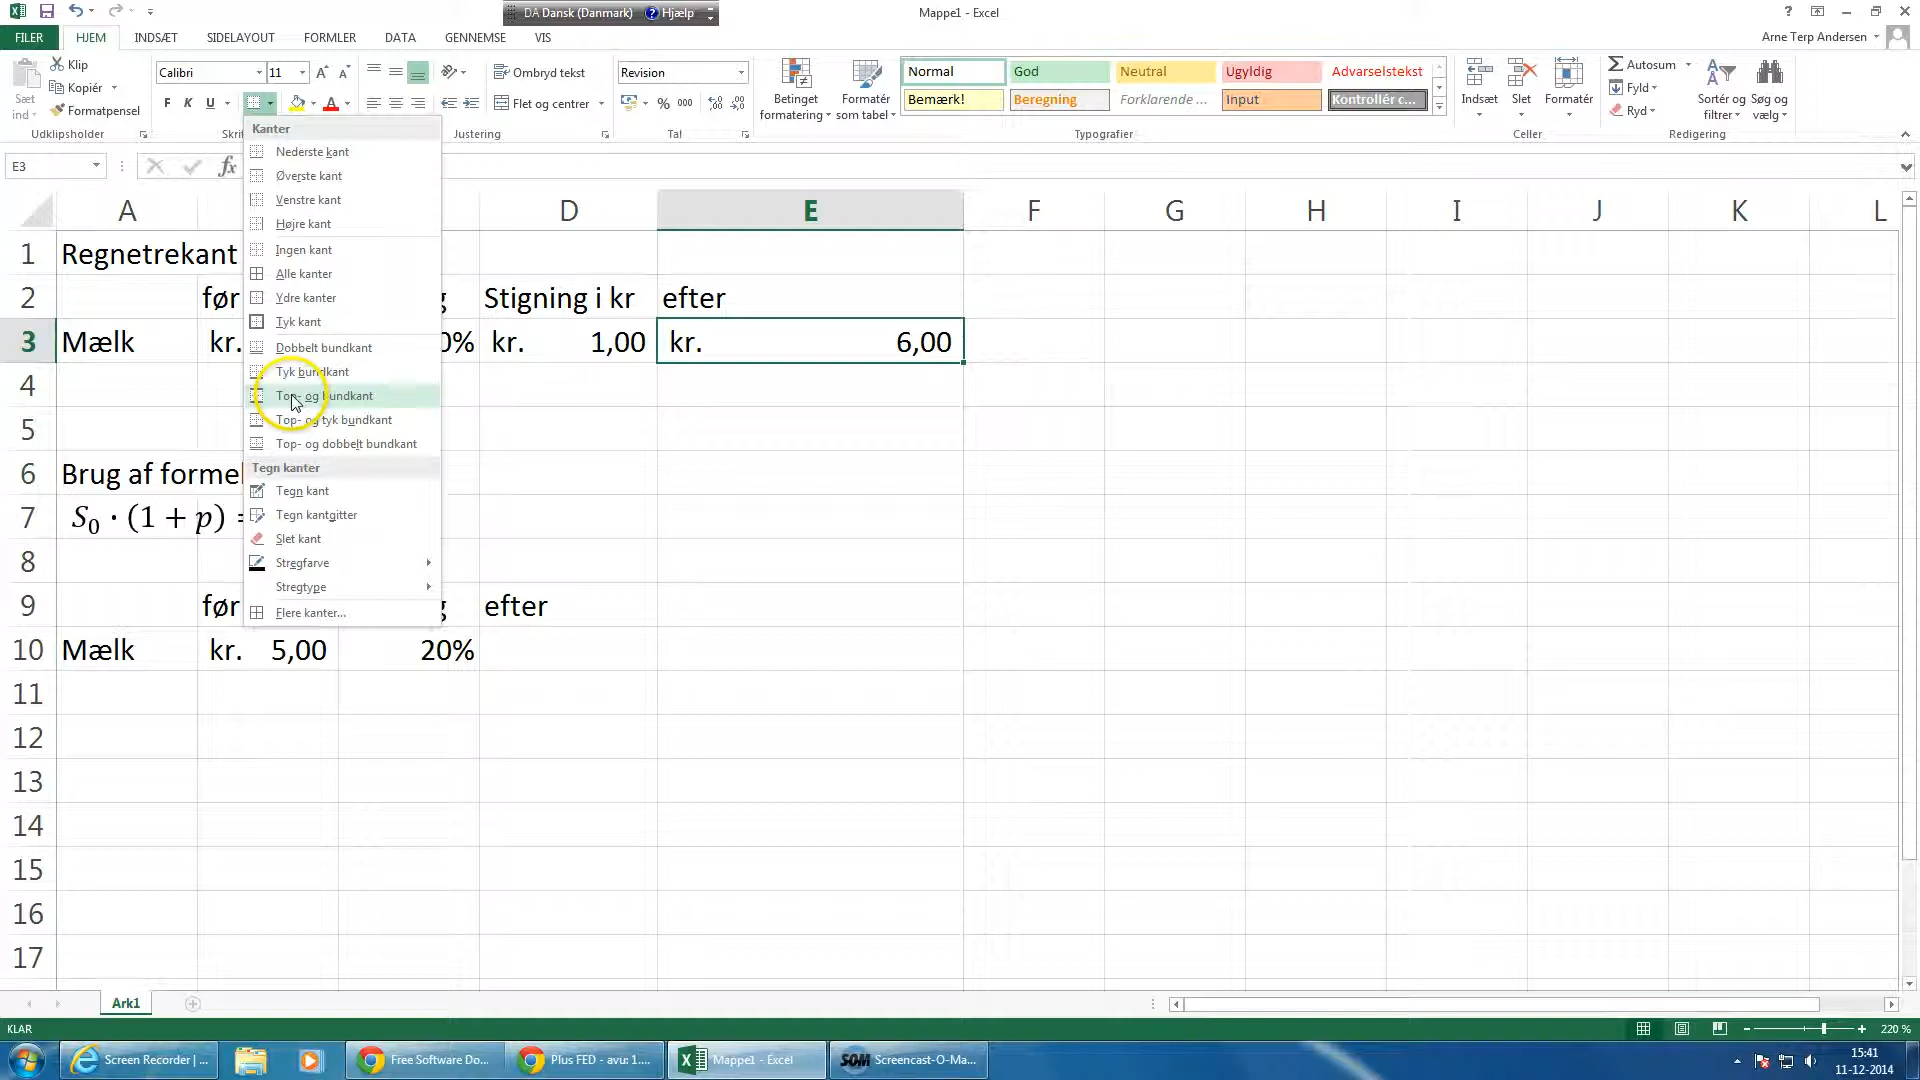 DA Dansk (Danmark) Hjælp
Mappe1 - Excel
FILER HJEM INDSÆT SIDELAYOUT FORMLER DATA GENNEMSE VIS
Arne Terp Andersen
Klip
Kopiér
Formatpensel
Sæt ind
Udklipsholder
Calibri 11
F K U
Skrif
Ombryd tekst
Flet og centrer
Justering
Revision
% 000
Tal
Betinget formatering
Formatér som tabel
Normal God Neutral Ugyldig Advarselstekst
Bemærk! Beregning Forklarende ... Input Kontrollér c...
Typografier
Indsæt Slet Formatér
Celler
Autosum
Fyld
Ryd
Sortér og filtrer
Søg og vælg
Redigering
E3
fx
Kanter
Nederste kant
Øverste kant
Venstre kant
Højre kant
Ingen kant
Alle kanter
Ydre kanter
Tyk kant
Dobbelt bundkant
Tyk bundkant
Top- og bundkant
Top- og tyk bundkant
Top- og dobbelt bundkant
Tegn kanter
Tegn kant
Tegn kantgitter
Slet kant
Stregfarve
Stregtype
Flere kanter...
A D E F G H I J K L
1 Regnetrekant
2 før g Stigning i kr efter
3 Mælk kr. 0% kr. 1,00 kr. 6,00
4
5
6 Brug af formel
7 S₀ · (1 + p) =
8
9 før g efter
10 Mælk kr. 5,00 20%
11
12
13
14
15
16
17
Ark1
KLAR
220 %
Screen Recorder | ...
Free Software Do...
Plus FED - avu: 1....
Mappe1 - Excel
SOM Screencast-O-Ma...
15:41
11-12-2014